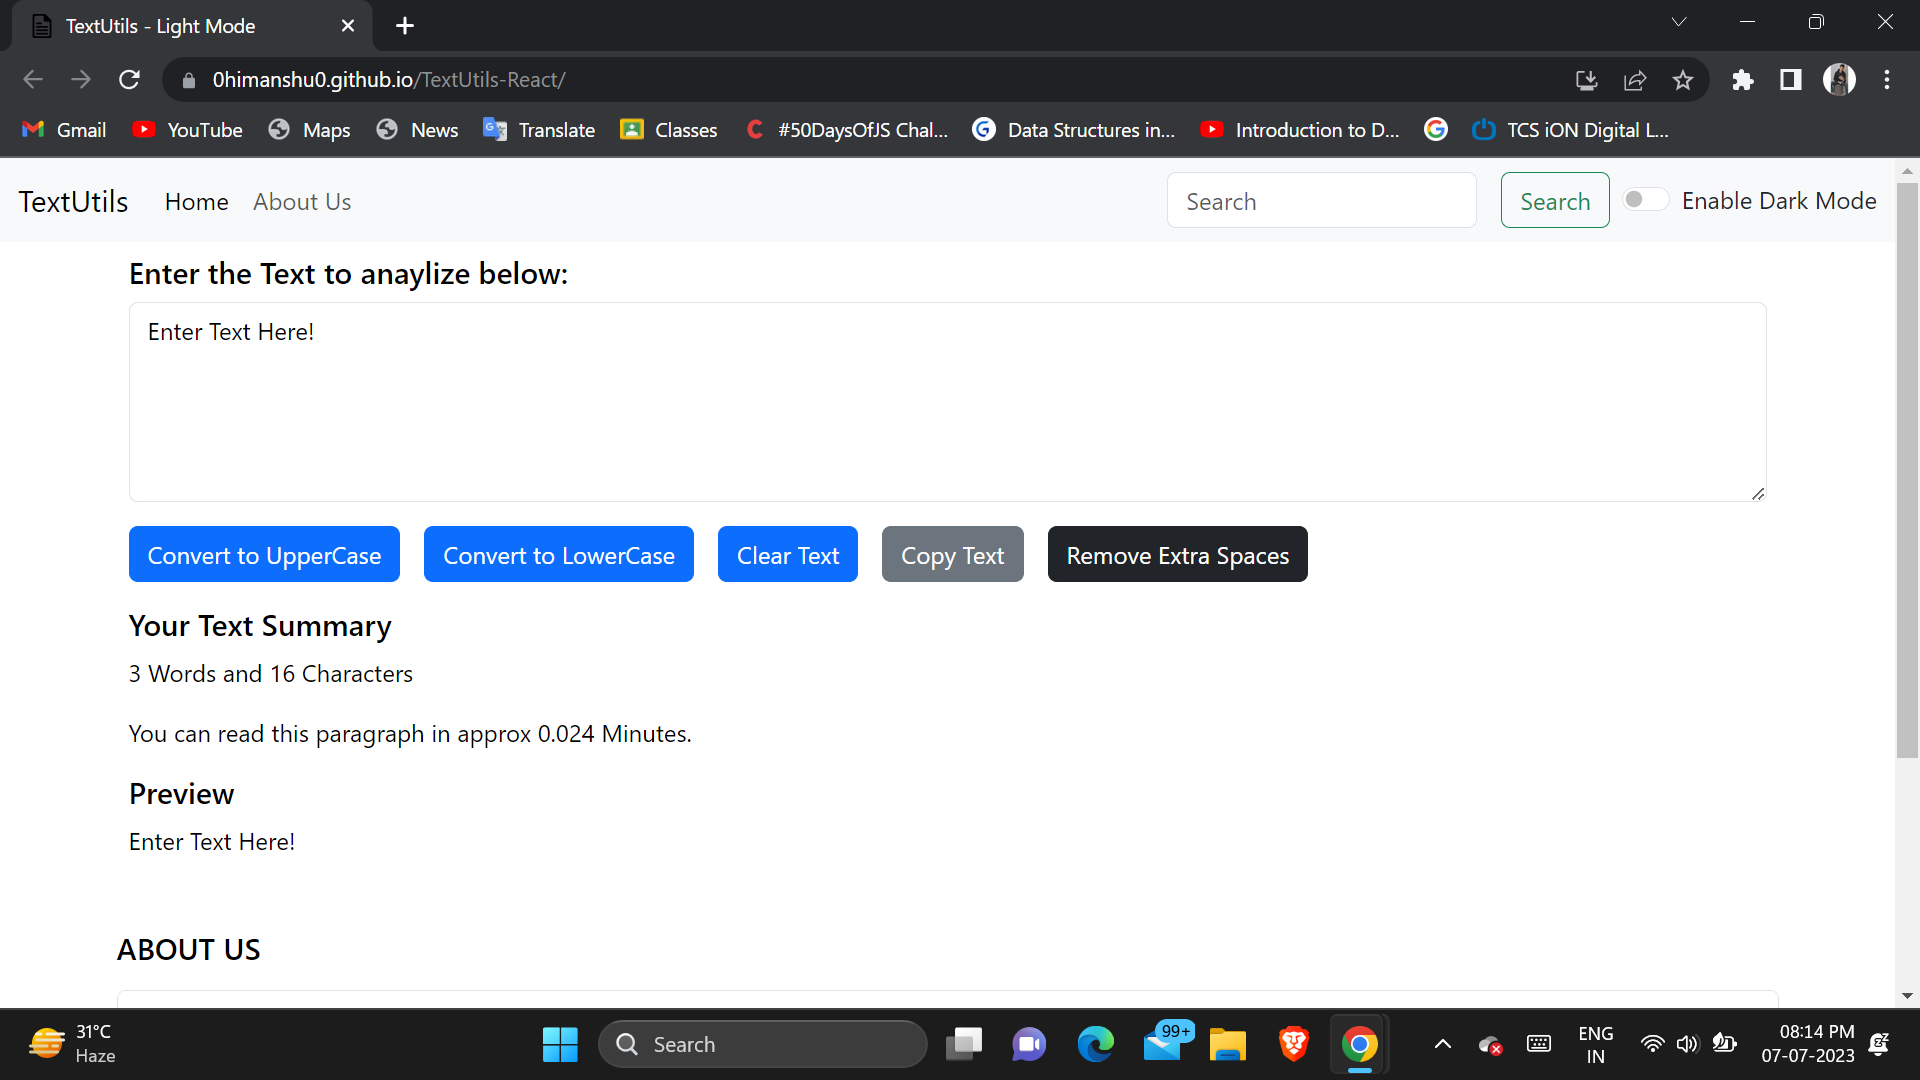 TextUtils - Light Mode
0himanshu0.github.io/TextUtils-React/
Gmail YouTube Maps News Translate Classes #50DaysOfJS Chal... Data Structures in... Introduction to D... TCS iON Digital L...
TextUtils Home About Us Search Search Enable Dark Mode
Enter the Text to anaylize below:
Enter Text Here!
Convert to UpperCase Convert to LowerCase Clear Text Copy Text Remove Extra Spaces
Your Text Summary
3 Words and 16 Characters
You can read this paragraph in approx 0.024 Minutes.
Preview
Enter Text Here!
ABOUT US
31°C
Haze
Search
99+
ENG
IN
08:14 PM
07-07-2023